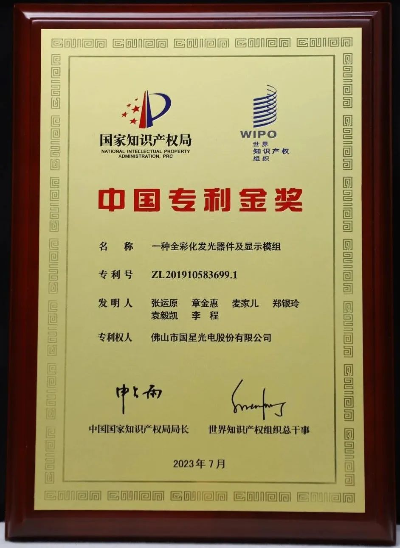 国家知识产权局
NATIONAL INTELLECTUAL PROPERTY
ADMINISTRATION, PRC
WIPO
世界
知识产权
组织
中国专利金奖
名 称 一种全彩化发光器件及显示模组
专利号 ZL201910583699.1
发明人 张运原 章金惠 麦家儿 郑银玲
袁毅凯 李程
专利权人 佛山市国星光电股份有限公司
中国国家知识产权局局长 世界知识产权组织总干事
2023年7月